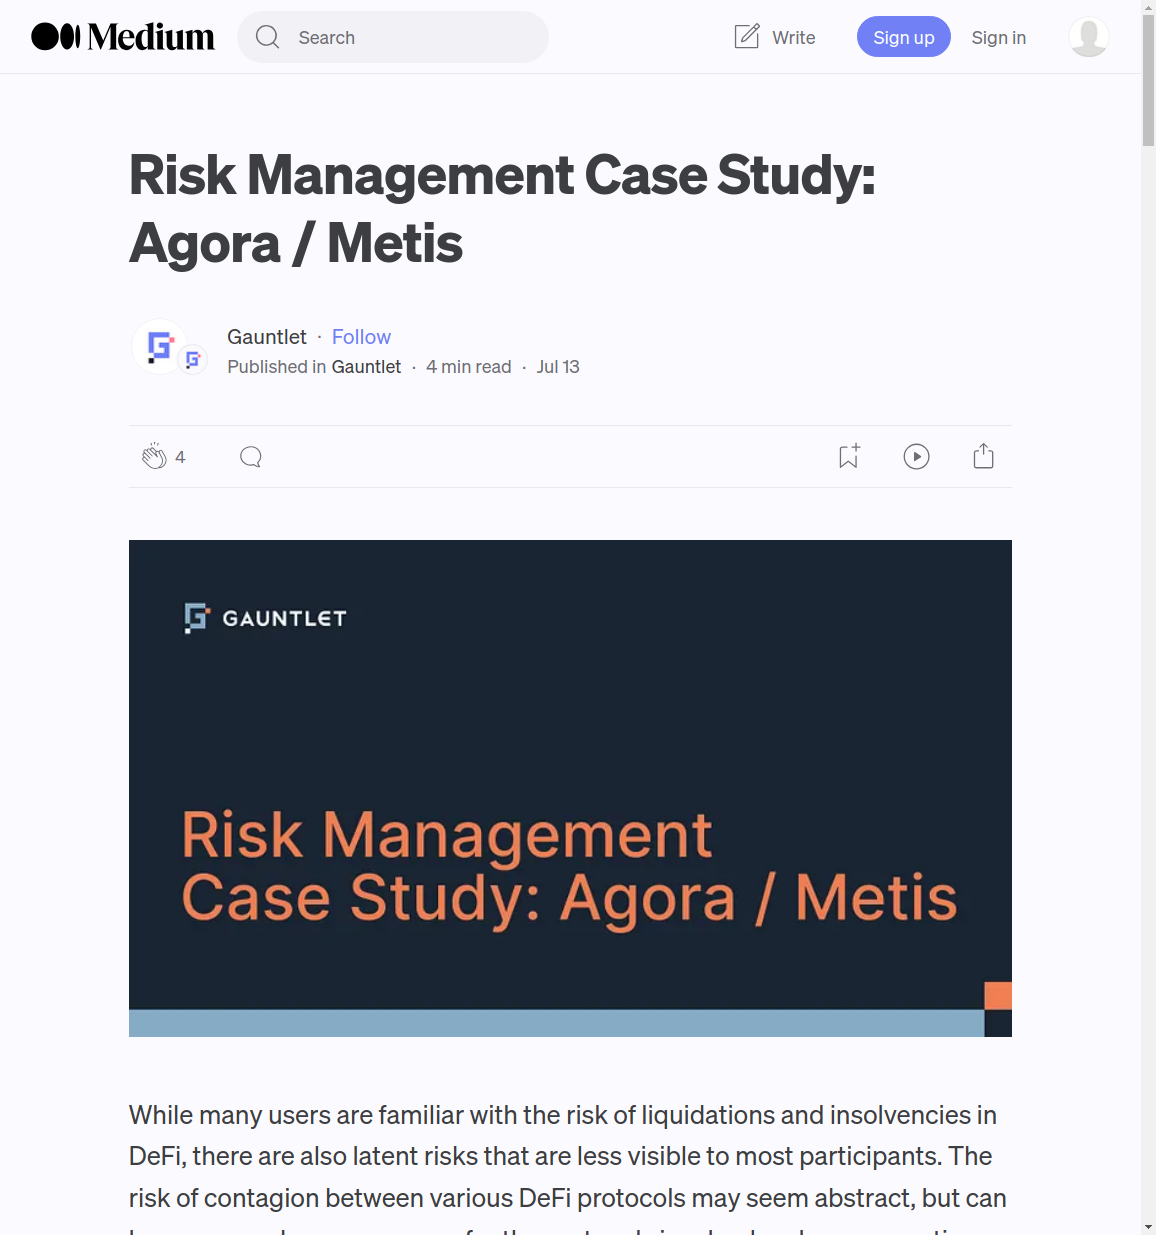 Medium
Search
Write
Sign up
Sign in
Risk Management Case Study:
Agora / Metis
Gauntlet · Follow
Published in Gauntlet · 4 min read · Jul 13
4
GAUNTLET
Risk Management
Case Study: Agora / Metis
While many users are familiar with the risk of liquidations and insolvencies in
DeFi, there are also latent risks that are less visible to most participants. The
risk of contagion between various DeFi protocols may seem abstract, but can